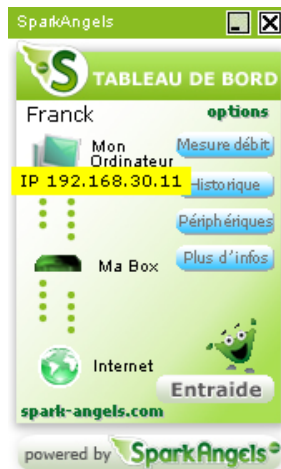 SparkAngels
S TABLEAU DE BORD
Franck
options
Mon Ordinateur
Mesure débit
IP 192.168.30.11
Historique
Périphériques
Ma Box
Plus d'infos
Internet
Entraide
spark-angels.com
powered by SparkAngels